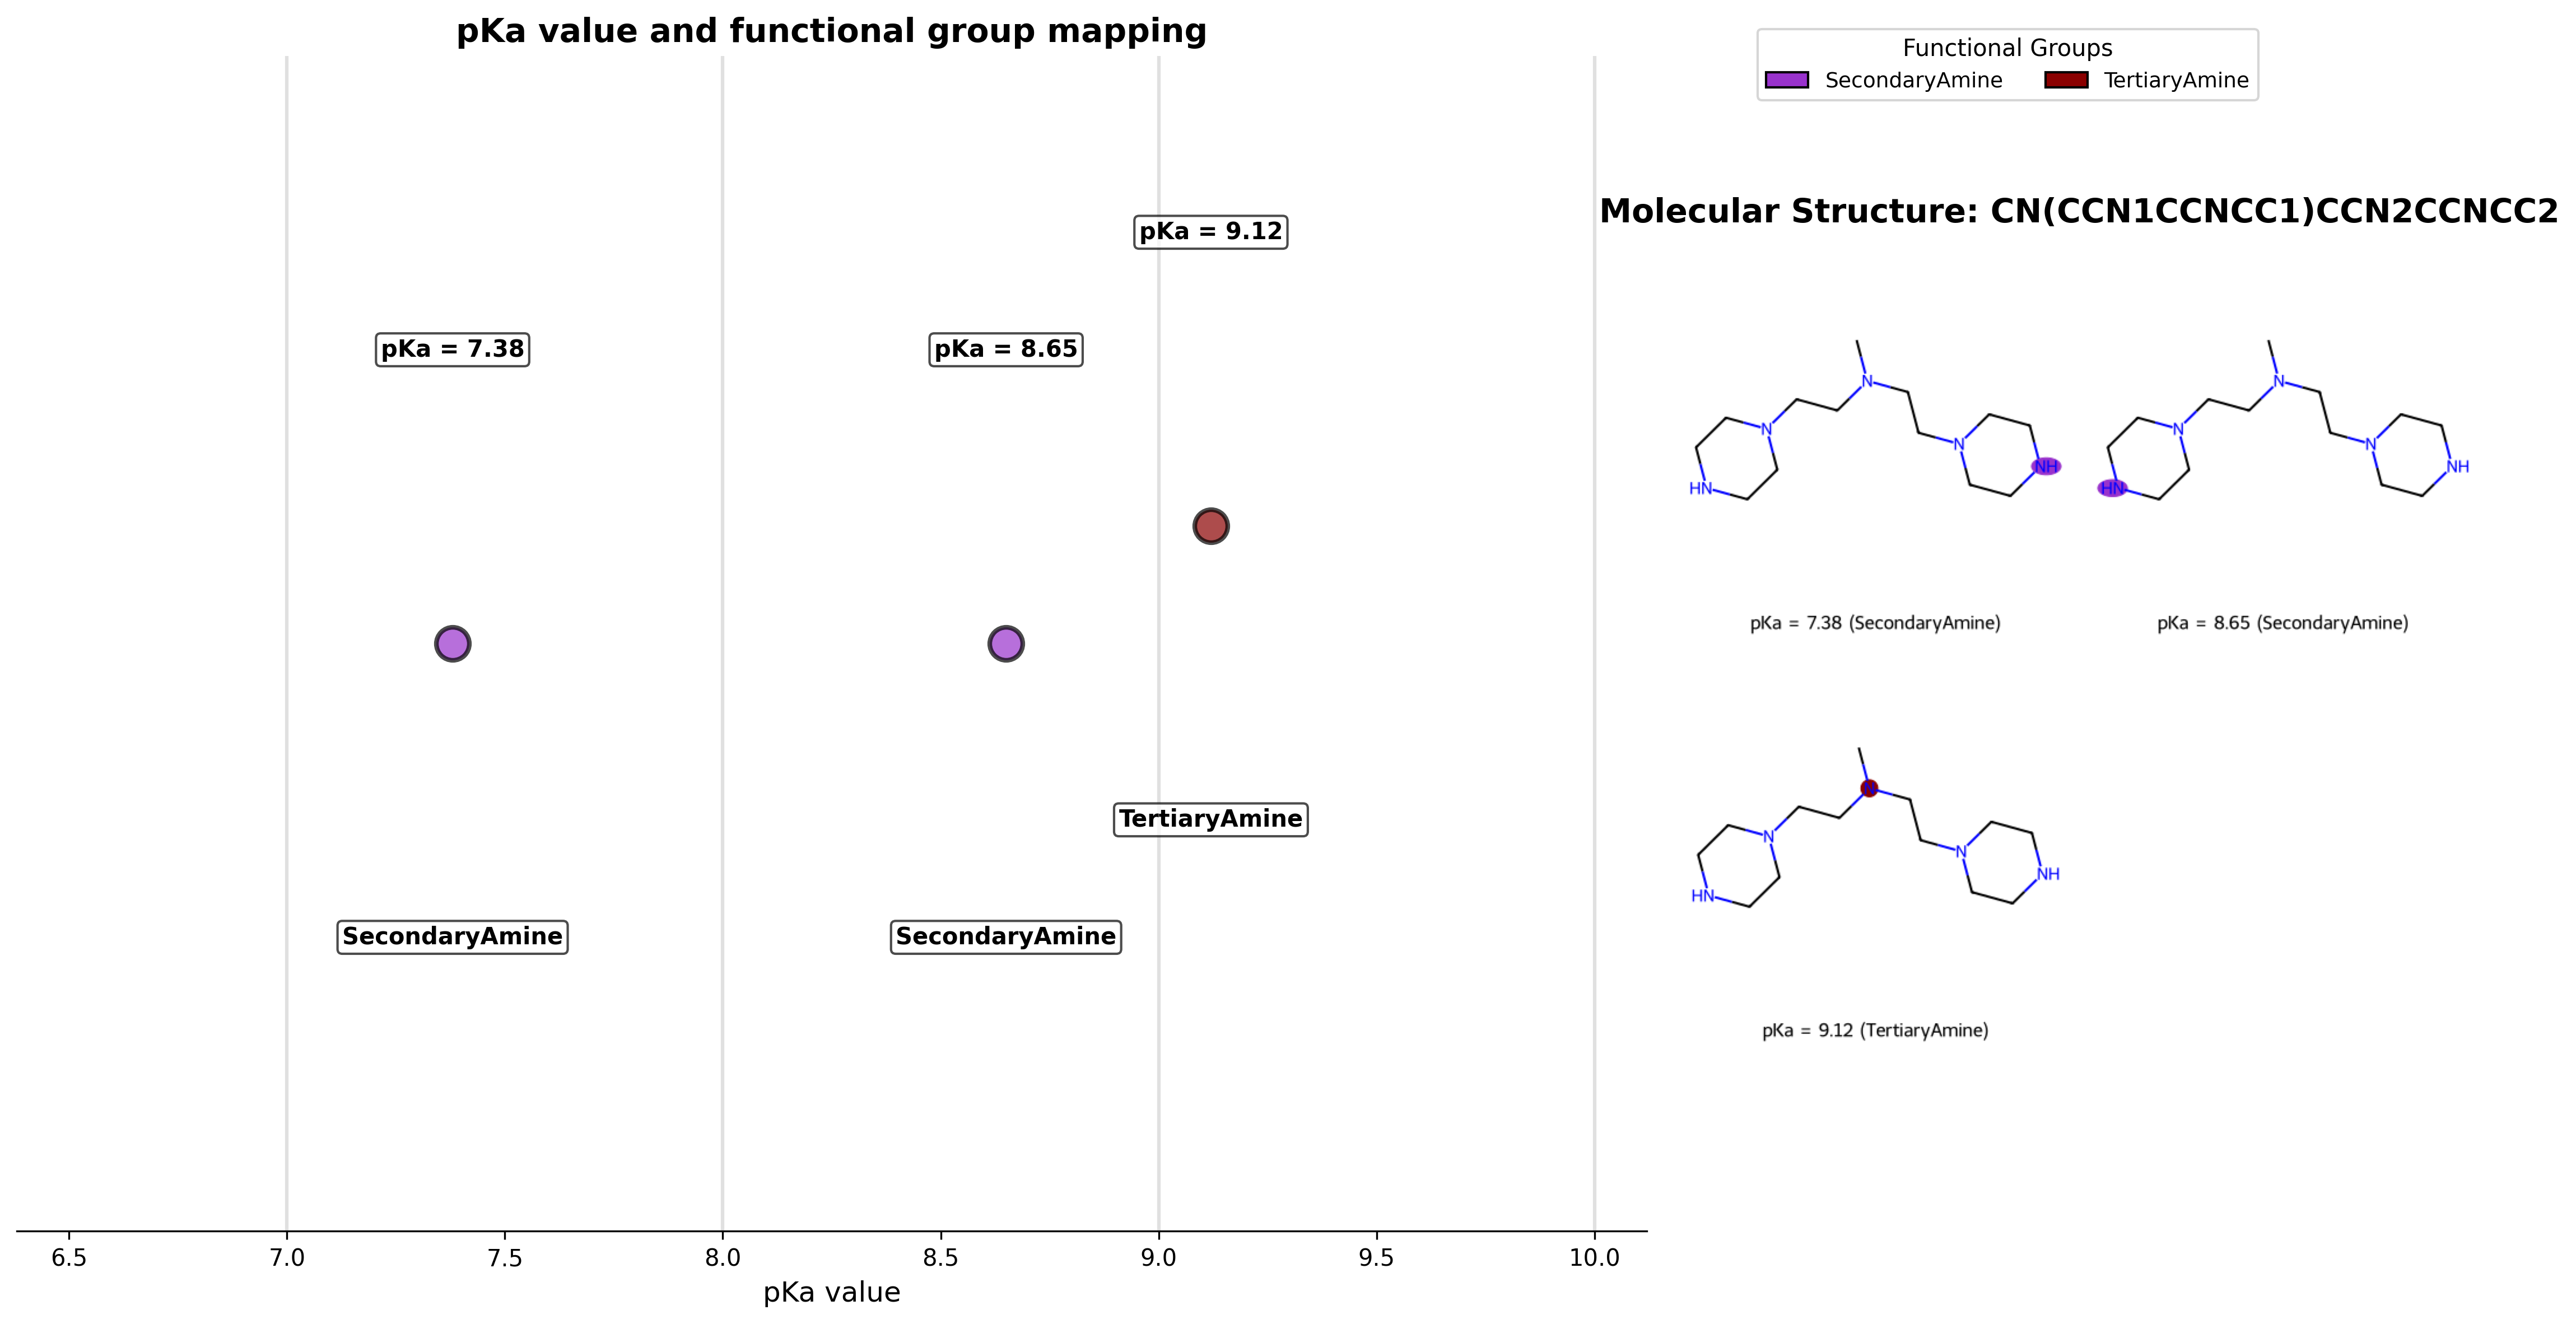 pKa value and functional group mapping
Functional Groups
SecondaryAmine
TertiaryAmine
pKa = 9.12
pKa = 7.38
pKa = 8.65
TertiaryAmine
SecondaryAmine
SecondaryAmine
6.5
7.0
7.5
8.0
8.5
9.0
9.5
10.0
pKa value
Molecular Structure: CN(CCN1CCNCC1)CCN2CCNCC2
N
N
N
NH
HN
pKa = 7.38 (SecondaryAmine)
N
N
N
NH
HN
pKa = 8.65 (SecondaryAmine)
N
N
N
NH
HN
pKa = 9.12 (TertiaryAmine)